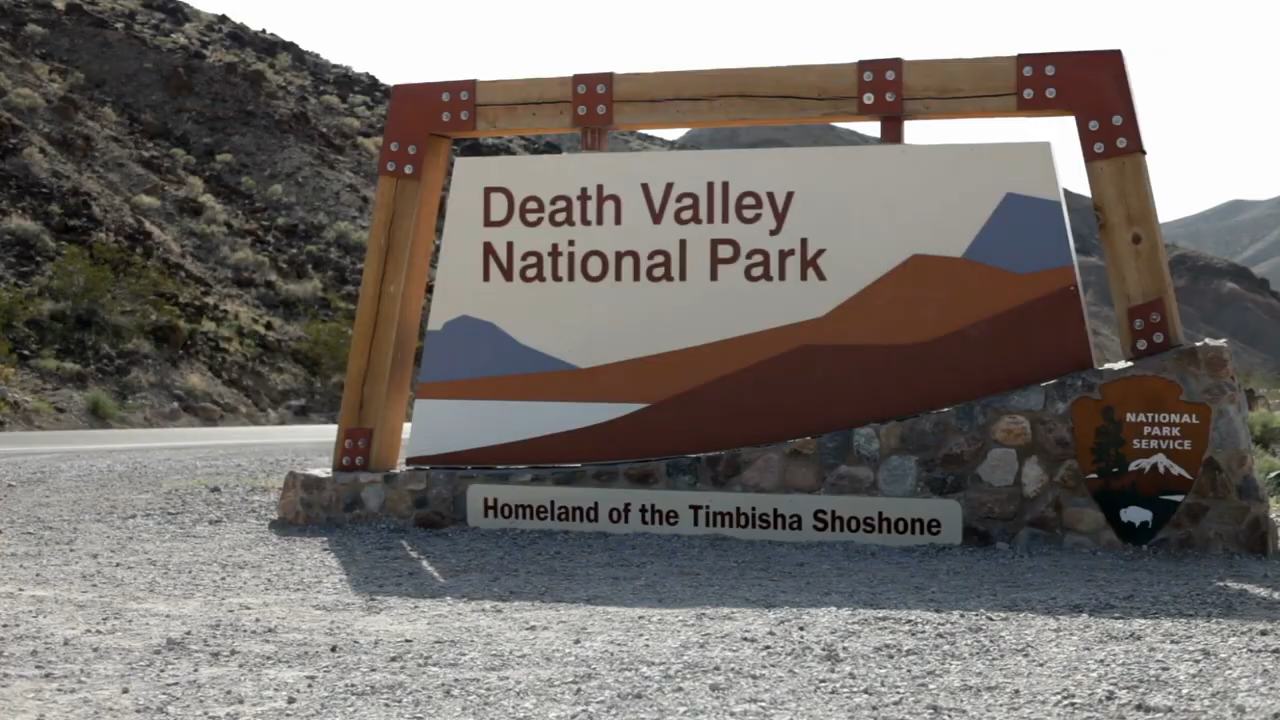 Death Valley
National Park
NATIONAL
PARK
SERVICE
Homeland of the Timbisha Shoshone